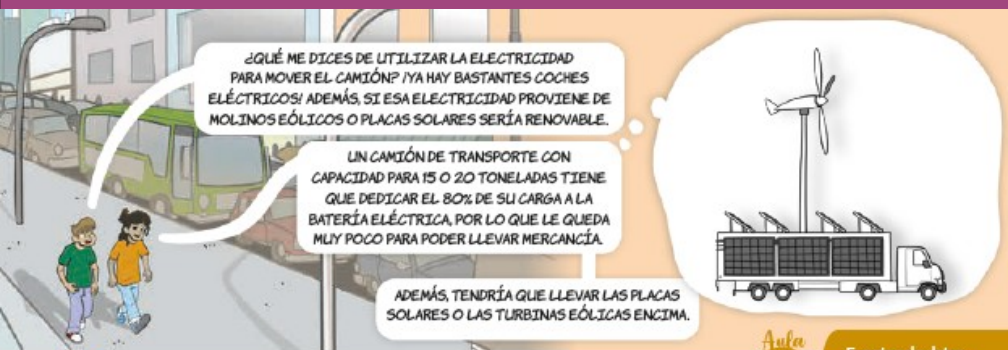 ¿QUÉ ME DICES DE UTILIZAR LA ELECTRICIDAD
PARA MOVER EL CAMIÓN? ¡YA HAY BASTANTES COCHES
ELÉCTRICOS! ADEMÁS, SI ESA ELECTRICIDAD PROVIENE DE
MOLINOS EÓLICOS O PLACAS SOLARES SERÍA RENOVABLE.
UN CAMIÓN DE TRANSPORTE CON
CAPACIDAD PARA 15 O 20 TONELADAS TIENE
QUE DEDICAR EL 80% DE SU CARGA A LA
BATERÍA ELÉCTRICA, POR LO QUE LE QUEDA
MUY POCO PARA PODER LLEVAR MERCANCÍA.
ADEMÁS, TENDRÍA QUE LLEVAR LAS PLACAS
SOLARES O LAS TURBINAS EÓLICAS ENCIMA.
Aula